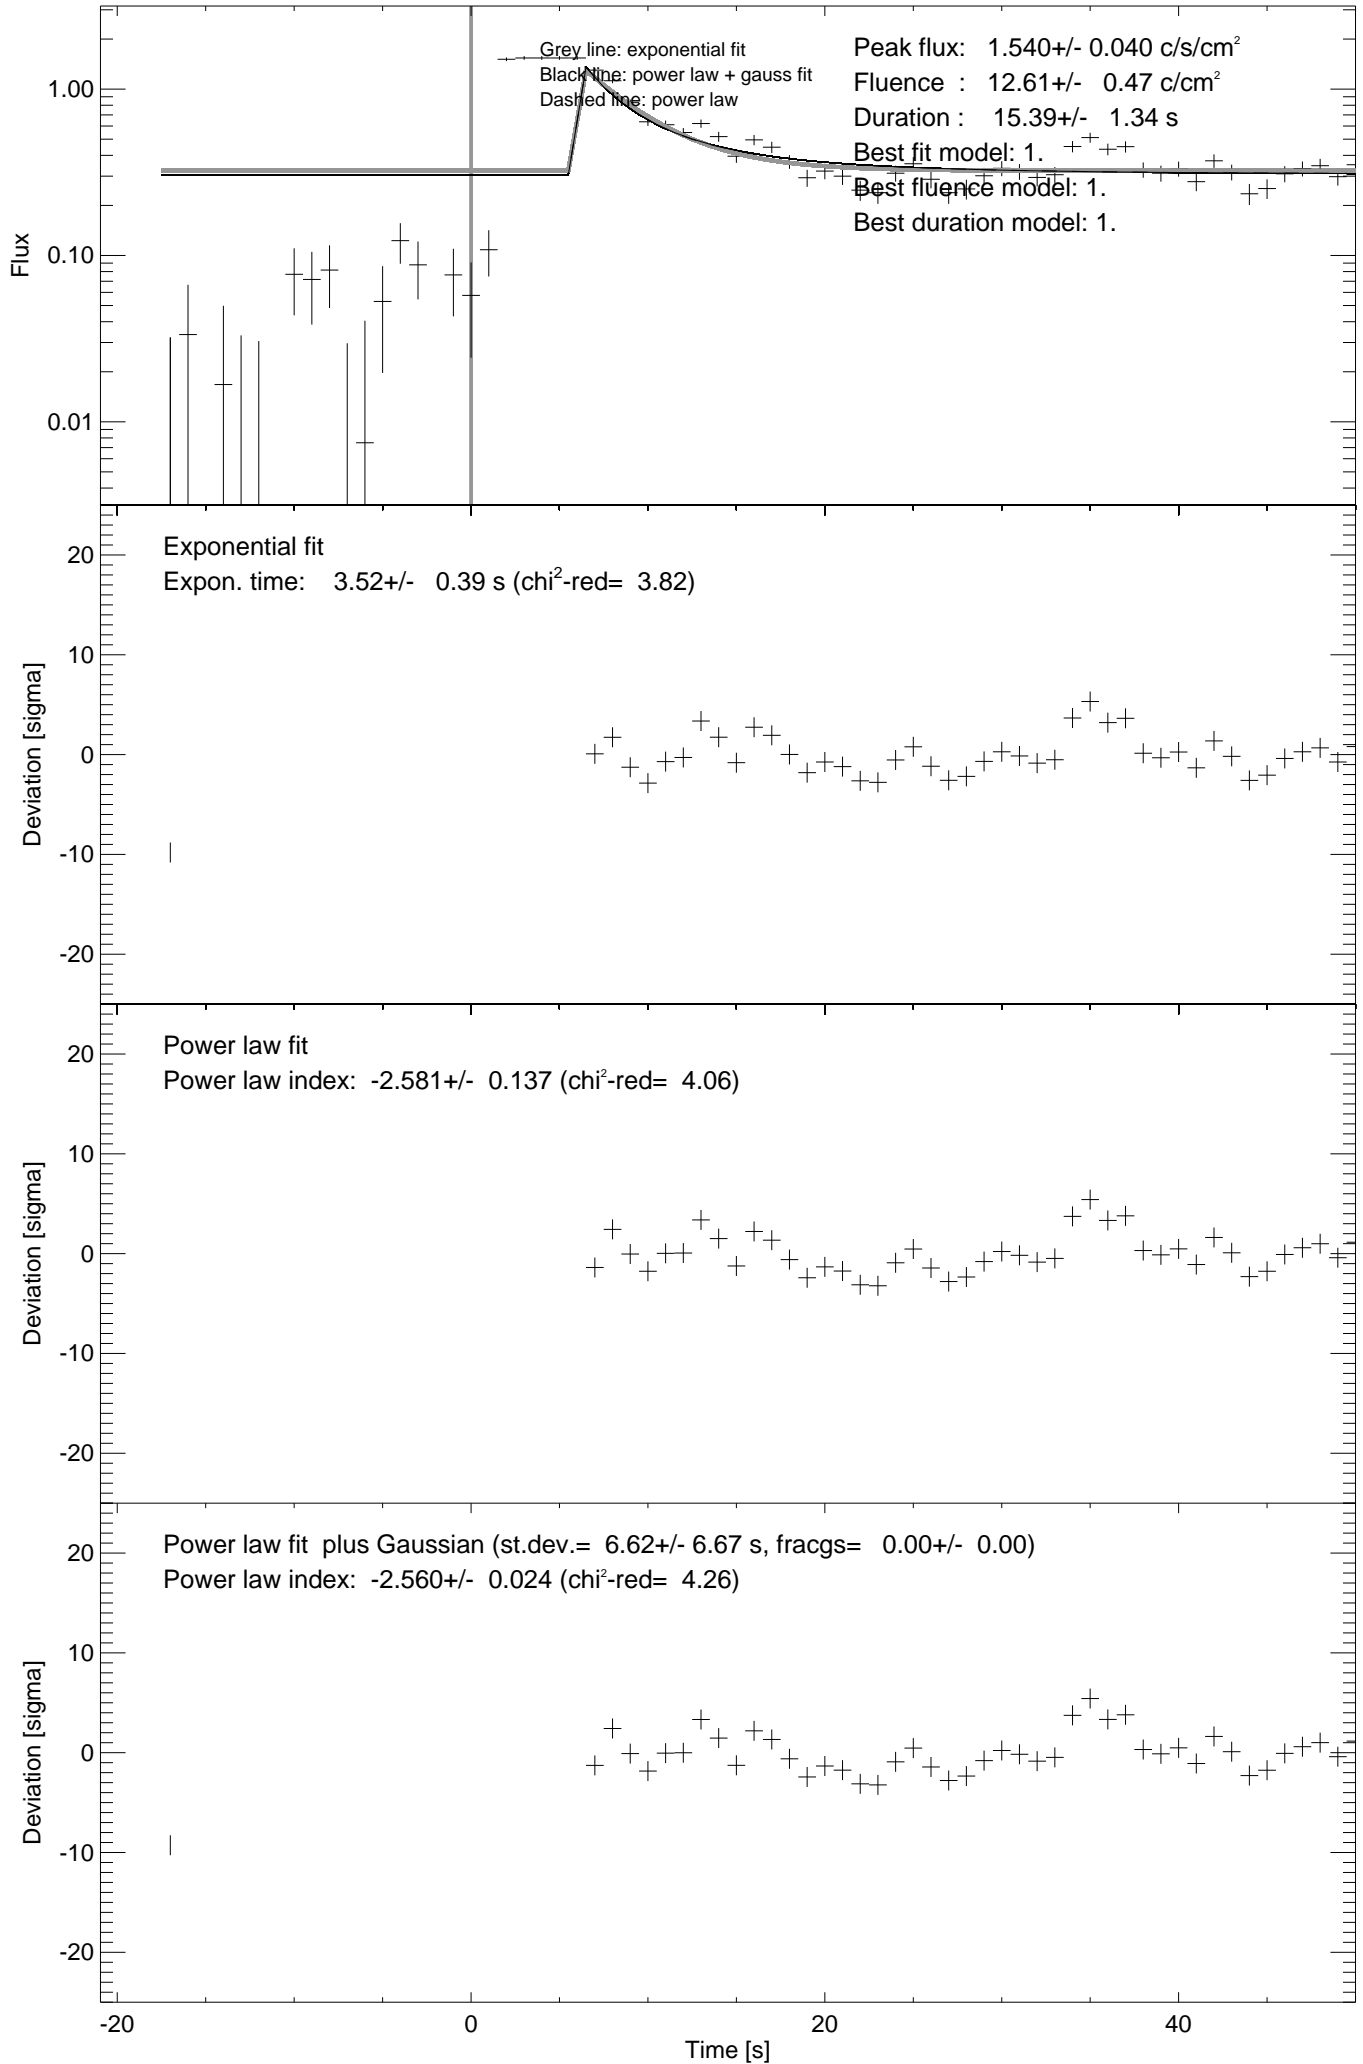 Grey line: exponential fit
Black line: power law + gauss fit
Dashed line: power law
Peak flux: 1.540+/- 0.040 c/s/cm²
Fluence : 12.61+/- 0.47 c/cm²
Duration : 15.39+/- 1.34 s
Best fit model: 1.
Best fluence model: 1.
Best duration model: 1.
1.00
0.10
0.01
Flux
Exponential fit
Expon. time: 3.52+/- 0.39 s (chi²-red= 3.82)
20
10
0
-10
-20
Deviation [sigma]
Power law fit
Power law index: -2.581+/- 0.137 (chi²-red= 4.06)
20
10
0
-10
-20
Deviation [sigma]
Power law fit plus Gaussian (st.dev.= 6.62+/- 6.67 s, fracgs= 0.00+/- 0.00)
Power law index: -2.560+/- 0.024 (chi²-red= 4.26)
20
10
0
-10
-20
Deviation [sigma]
-20 0 20 40
Time [s]